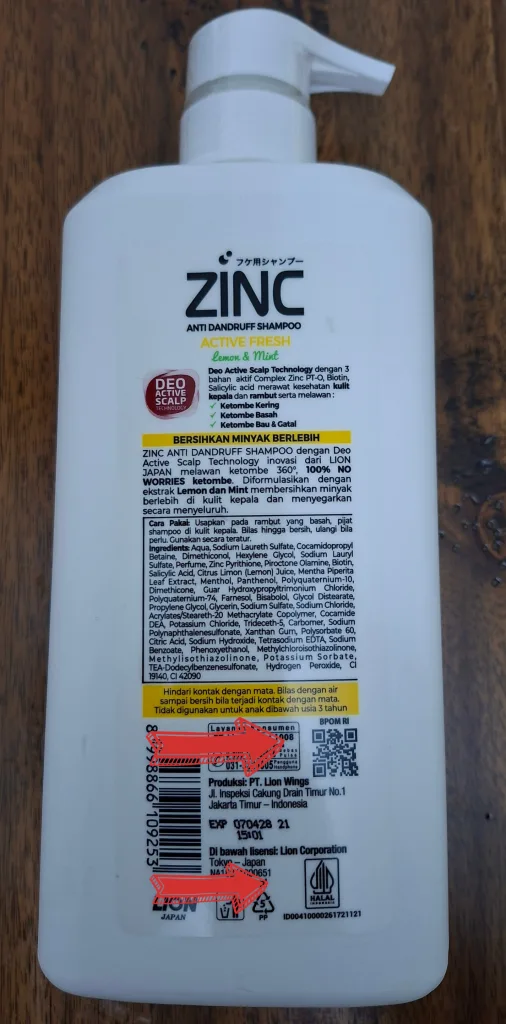 フケ用シャンプー
ZINC
ANTI DANDRUFF SHAMPOO
ACTIVE FRESH
Lemon & Mint
DEO
ACTIVE
SCALP
TECHNOLOGY
Deo Active Scalp Technology dengan 3
bahan aktif Complex Zinc PT-O, Biotin,
Salicylic acid merawat kesehatan kulit
kepala dan rambut serta melawan :
✓ Ketombe Kering
✓ Ketombe Basah
✓ Ketombe Bau & Gatal
BERSIHKAN MINYAK BERLEBIH
ZINC ANTI DANDRUFF SHAMPOO dengan Deo
Active Scalp Technology inovasi dari LION
JAPAN melawan ketombe 360°, 100% NO
WORRIES ketombe. Diformulasikan dengan
ekstrak Lemon dan Mint membersihkan minyak
berlebih di kulit kepala dan menyegarkan
secara menyeluruh.
Cara Pakai: Usapkan pada rambut yang basah, pijat
shampoo di kulit kepala. Bilas hingga bersih, ulangi bila
perlu. Gunakan secara teratur.
Ingredients: Aqua, Sodium Laureth Sulfate, Cocamidopropyl
Betaine, Dimethiconol, Hexylene Glycol, Sodium Lauryl
Sulfate, Perfume, Zinc Pyrithione, Piroctone Olamine, Biotin,
Salicylic Acid, Citrus Limon (Lemon) Juice, Mentha Piperita
Leaf Extract, Menthol, Panthenol, Polyquaternium-10,
Dimethicone, Guar Hydroxypropyltrimonium Chloride,
Polyquaternium-74, Farnesol, Bisabolol, Glycol Distearate,
Propylene Glycol, Glycerin, Sodium Sulfate, Sodium Chloride,
Acrylates/Steareth-20 Methacrylate Copolymer, Cocamide
DEA, Potassium Chloride, Trideceth-5, Carbomer, Sodium
Polynaphthalenesulfonate, Xanthan Gum, Polysorbate 60,
Citric Acid, Sodium Hydroxide, Tetrasodium EDTA, Sodium
Benzoate, Phenoxyethanol, Methylchloroisothiazolinone,
Methylisothiazolinone, Potassium Sorbate,
TEA-Dodecylbenzenesulfonate, Hydrogen Peroxide, CI
19140, CI 42090
Hindari kontak dengan mata. Bilas dengan air
sampai bersih bila terjadi kontak dengan mata.
Tidak digunakan untuk anak dibawah usia 3 tahun
BPOM RI
Produksi: PT. Lion Wings
Jl. Inspeksi Cakung Drain Timur No.1
Jakarta Timur – Indonesia
EXP 070428 21
15:01
Di bawah lisensi: Lion Corporation
Tokyo – Japan
8 998866 109253
LION
JAPAN
5
PP
HALAL
INDONESIA
ID00410000261721121